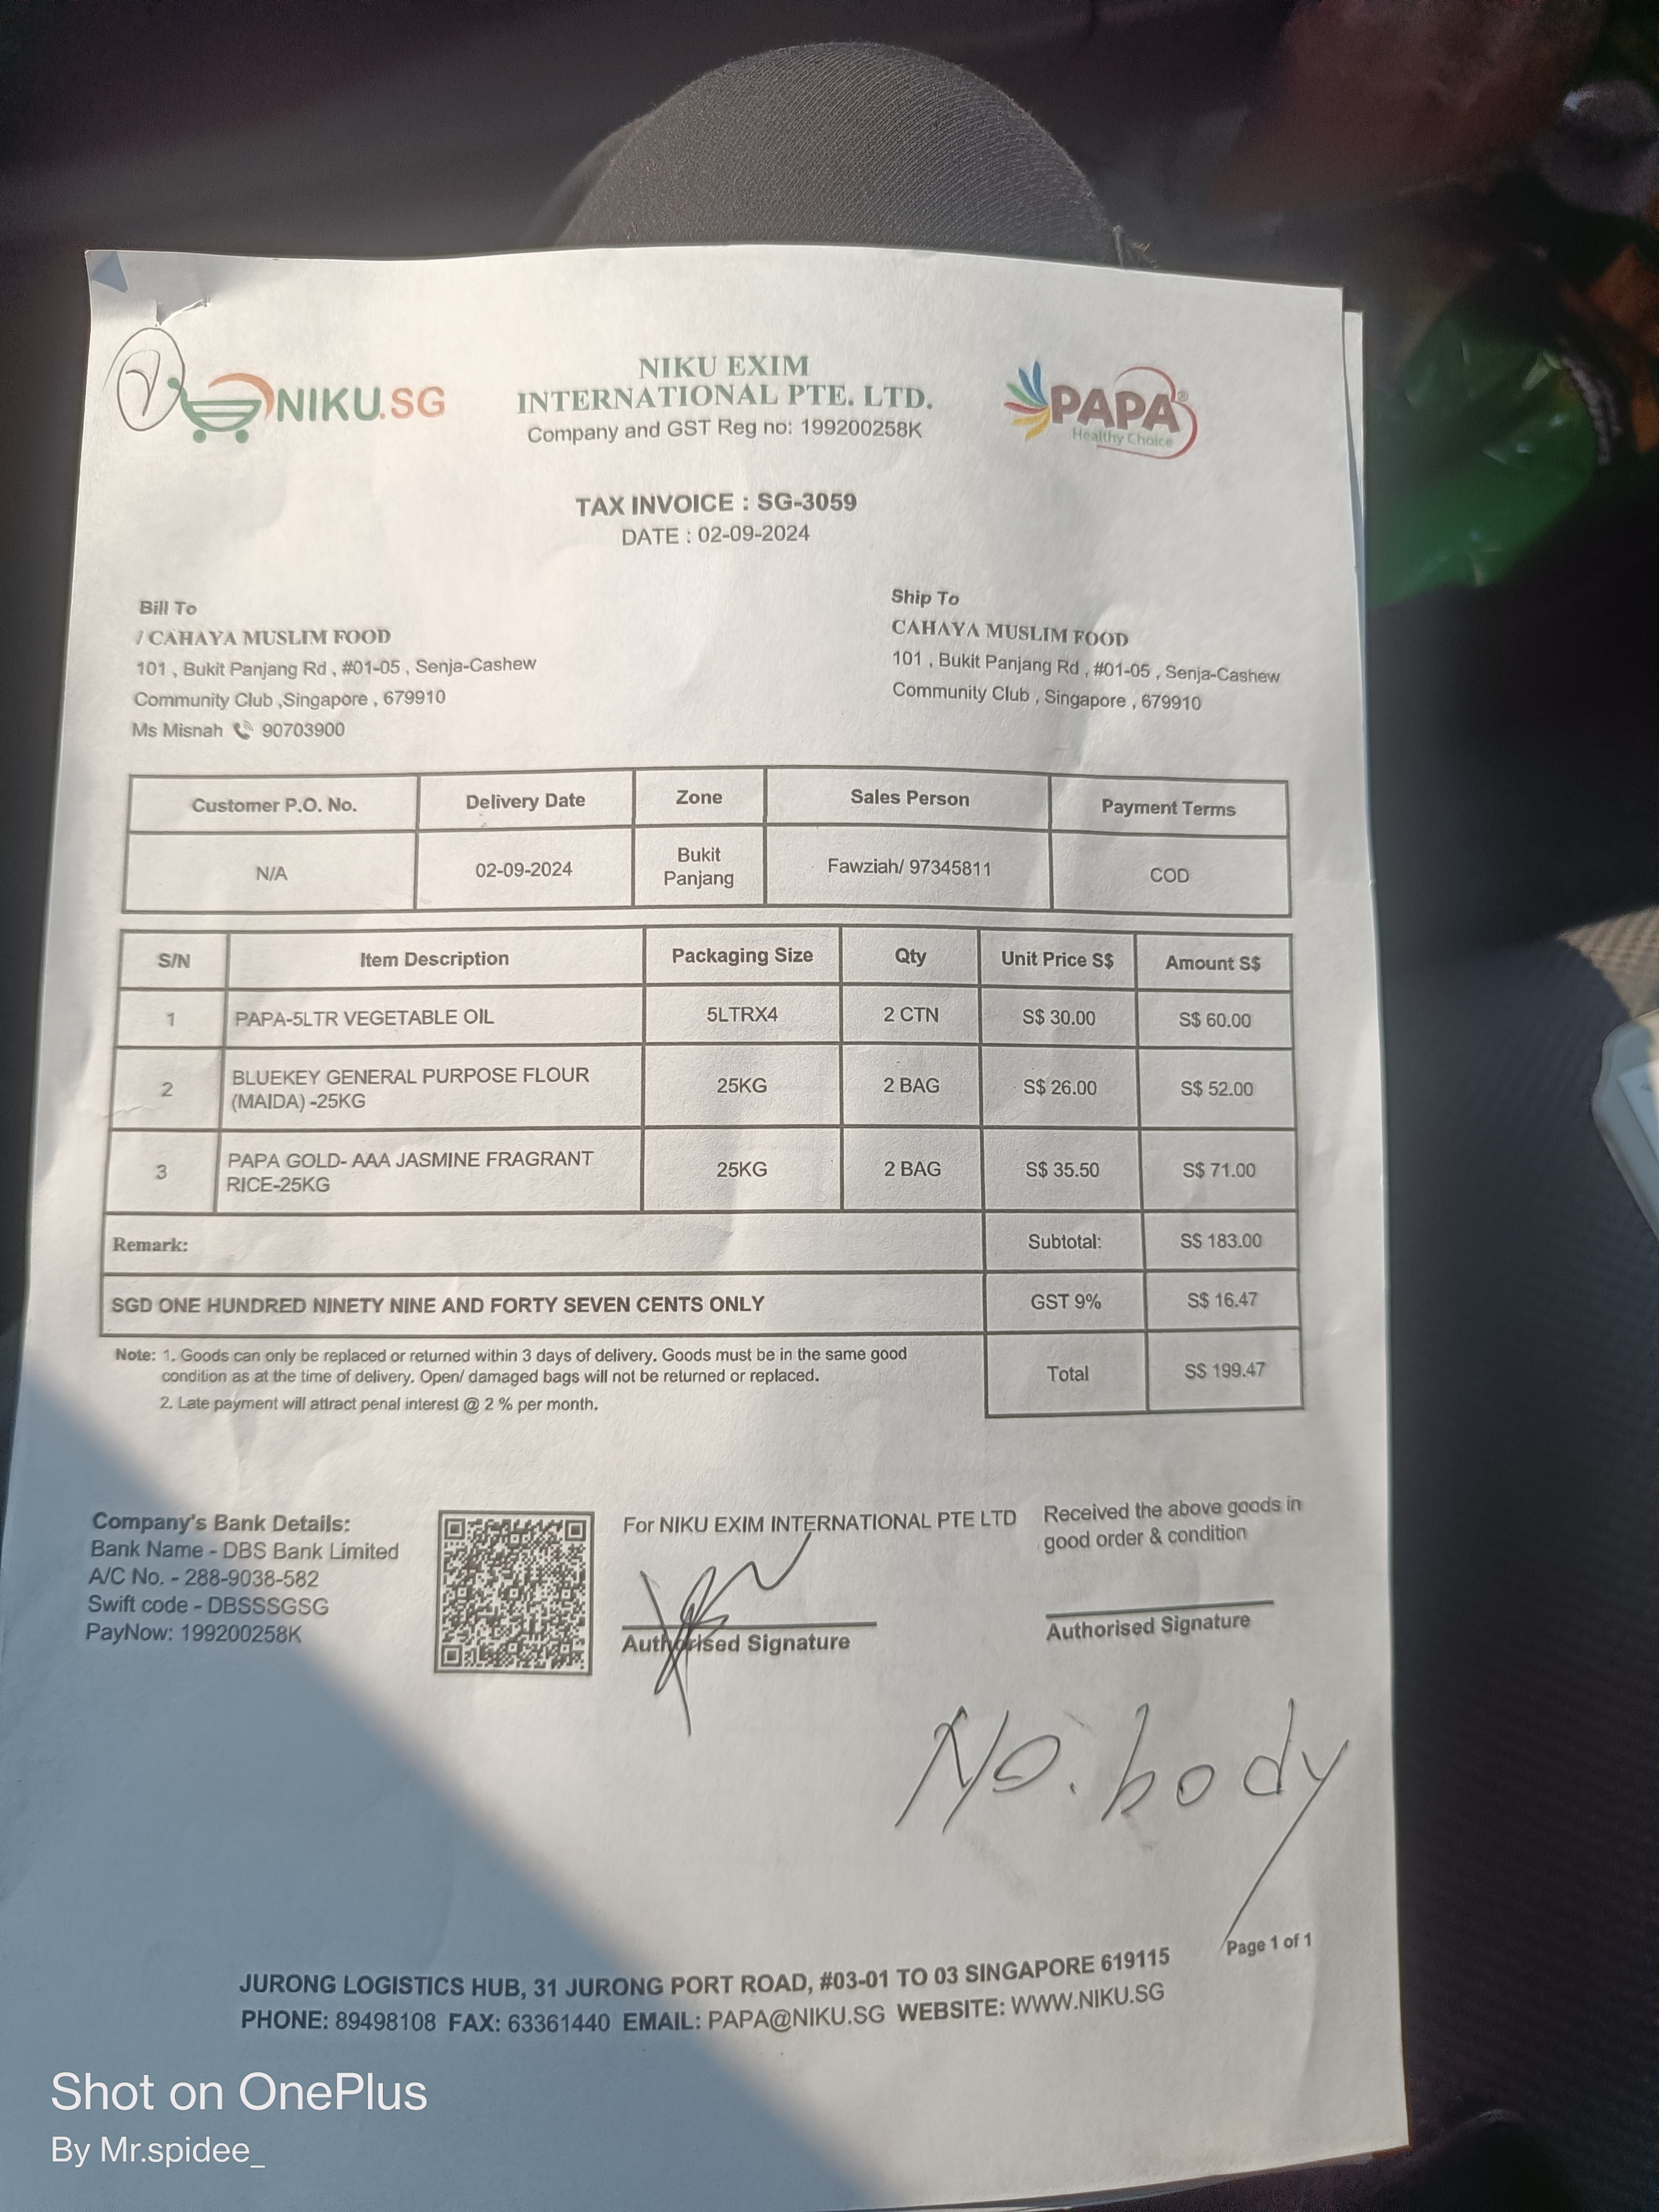 NIKU.SG
NIKU EXIM
INTERNATIONAL PTE. LTD.
Company and GST Reg no: 199200258K
PAPA®
Healthy Choice
TAX INVOICE : SG-3059
DATE : 02-09-2024
Bill To
/ CAHAYA MUSLIM FOOD
101 , Bukit Panjang Rd , #01-05 , Senja-Cashew
Community Club ,Singapore , 679910
Ms Misnah 90703900
Ship To
CAHAYA MUSLIM FOOD
101 , Bukit Panjang Rd , #01-05 , Senja-Cashew
Community Club , Singapore , 679910
Customer P.O. No. Delivery Date Zone Sales Person Payment Terms
N/A 02-09-2024 Bukit Panjang Fawziah/ 97345811 COD
S/N Item Description Packaging Size Qty Unit Price S$ Amount S$
1 PAPA-5LTR VEGETABLE OIL 5LTRX4 2 CTN S$ 30.00 S$ 60.00
2 BLUEKEY GENERAL PURPOSE FLOUR (MAIDA) -25KG 25KG 2 BAG S$ 26.00 S$ 52.00
3 PAPA GOLD- AAA JASMINE FRAGRANT RICE-25KG 25KG 2 BAG S$ 35.50 S$ 71.00
Remark: Subtotal: S$ 183.00
SGD ONE HUNDRED NINETY NINE AND FORTY SEVEN CENTS ONLY GST 9% S$ 16.47
Total S$ 199.47
Note: 1. Goods can only be replaced or returned within 3 days of delivery. Goods must be in the same good
condition as at the time of delivery. Open/ damaged bags will not be returned or replaced.
2. Late payment will attract penal interest @ 2 % per month.
Company's Bank Details:
Bank Name - DBS Bank Limited
A/C No. - 288-9038-582
Swift code - DBSSSGSG
PayNow: 199200258K
For NIKU EXIM INTERNATIONAL PTE LTD
Authorised Signature
Received the above goods in
good order & condition
Authorised Signature
No. body
Page 1 of 1
JURONG LOGISTICS HUB, 31 JURONG PORT ROAD, #03-01 TO 03 SINGAPORE 619115
PHONE: 89498108 FAX: 63361440 EMAIL: PAPA@NIKU.SG WEBSITE: WWW.NIKU.SG
Shot on OnePlus
By Mr.spidee_